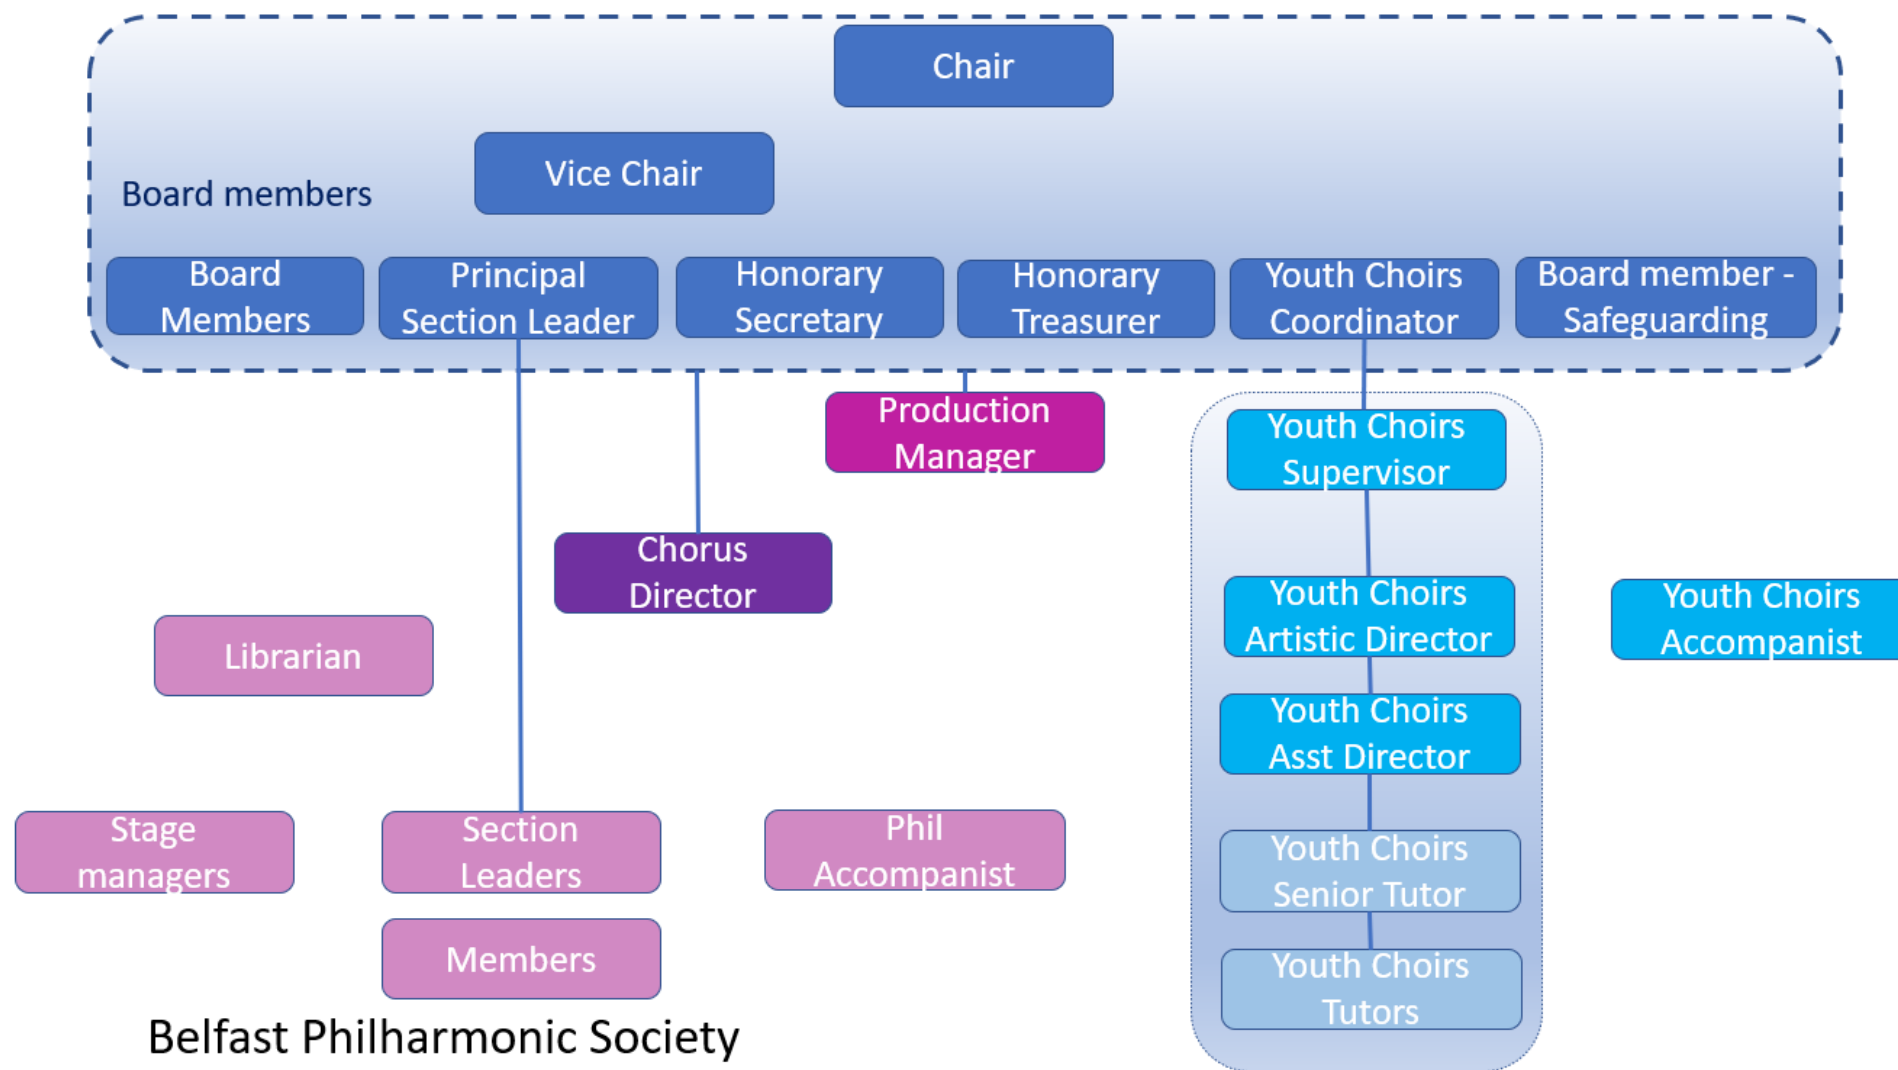 Chair
Vice Chair
Board members
Board
Members
Principal
Section Leader
Honorary
Secretary
Honorary
Treasurer
Youth Choirs
Coordinator
Board member -
Safeguarding
Production
Manager
Youth Choirs
Supervisor
Chorus
Director
Youth Choirs
Artistic Director
Youth Choirs
Accompanist
Librarian
Youth Choirs
Asst Director
Stage
managers
Section
Leaders
Phil
Accompanist
Youth Choirs
Senior Tutor
Members
Youth Choirs
Tutors
Belfast Philharmonic Society